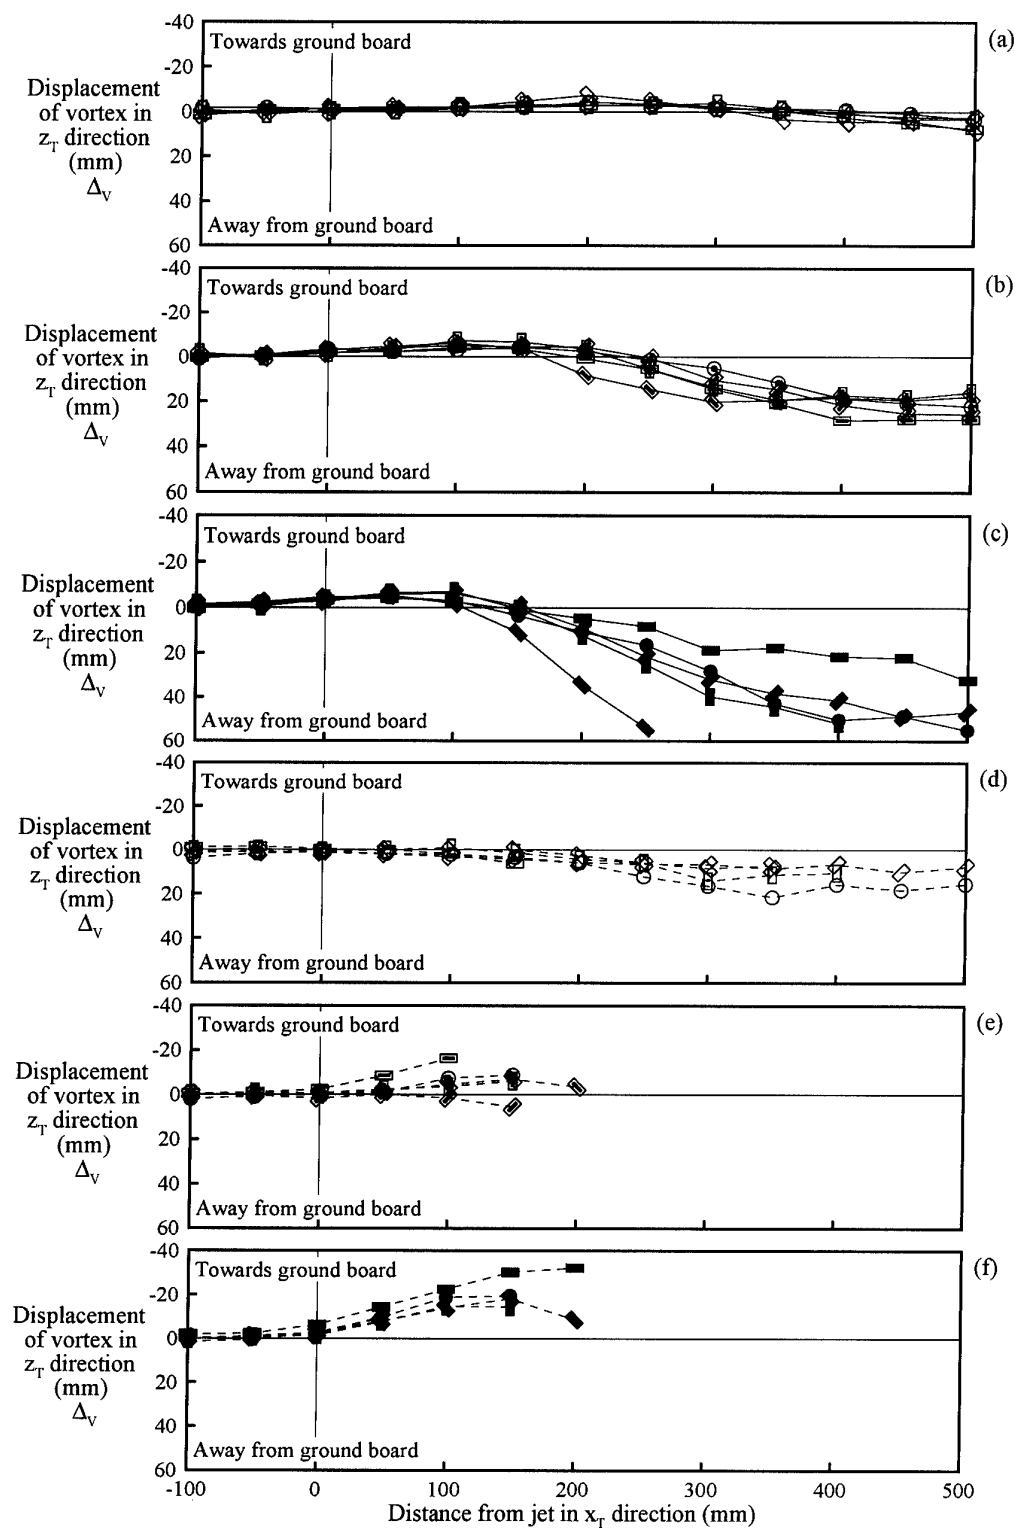 -40
Towards ground board
(a)
-20
Displacement
of vortex in
z_T direction
(mm)
Δ_V
0
20
40
Away from ground board
60
-40
Towards ground board
(b)
-20
Displacement
of vortex in
z_T direction
(mm)
Δ_V
0
20
40
Away from ground board
60
-40
Towards ground board
(c)
-20
Displacement
of vortex in
z_T direction
(mm)
Δ_V
0
20
40
Away from ground board
60
-40
Towards ground board
(d)
-20
Displacement
of vortex in
z_T direction
(mm)
Δ_V
0
20
40
Away from ground board
60
-40
Towards ground board
(e)
-20
Displacement
of vortex in
z_T direction
(mm)
Δ_V
0
20
40
Away from ground board
60
-40
Towards ground board
(f)
-20
Displacement
of vortex in
z_T direction
(mm)
Δ_V
0
20
40
Away from ground board
60
-100 0 100 200 300 400 500
Distance from jet in x_T direction (mm)